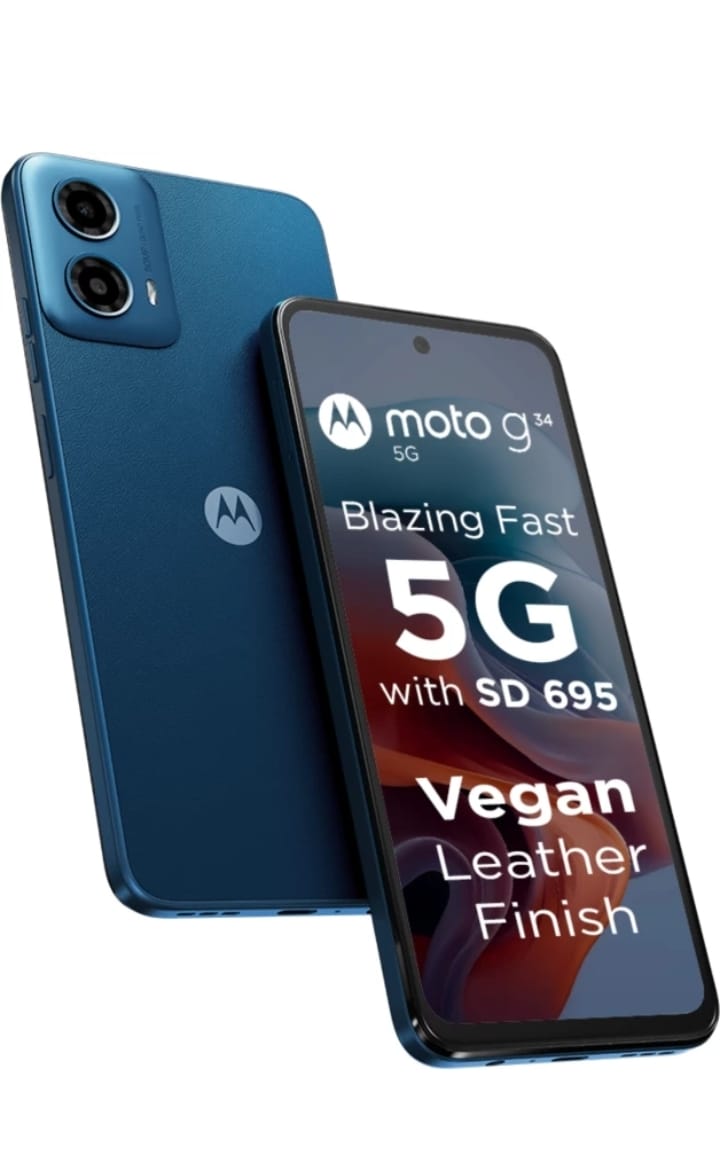 moto g34
5G
Blazing Fast
5G
with SD 695
Vegan
Leather
Finish